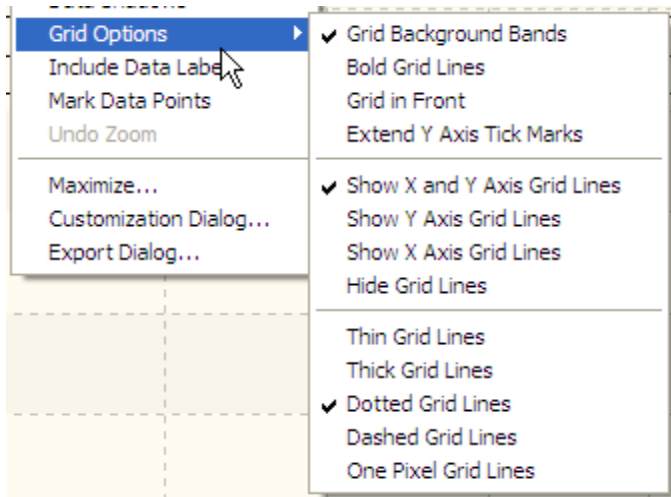 Data Shadows
Grid Options
Include Data Labe
Mark Data Points
Undo Zoom
Maximize...
Customization Dialog...
Export Dialog...
Grid Background Bands
Bold Grid Lines
Grid in Front
Extend Y Axis Tick Marks
Show X and Y Axis Grid Lines
Show Y Axis Grid Lines
Show X Axis Grid Lines
Hide Grid Lines
Thin Grid Lines
Thick Grid Lines
Dotted Grid Lines
Dashed Grid Lines
One Pixel Grid Lines